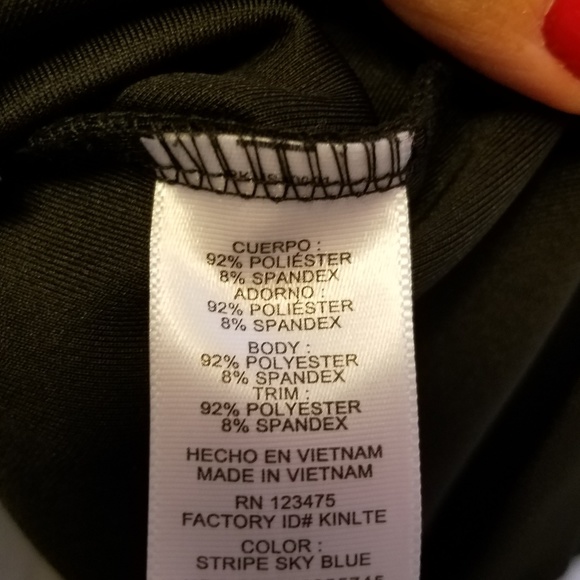 CUERPO :
92% POLIÉSTER
8% SPANDEX
ADORNO :
92% POLIÉSTER
8% SPANDEX
BODY :
92% POLYESTER
8% SPANDEX
TRIM :
92% POLYESTER
8% SPANDEX
HECHO EN VIETNAM
MADE IN VIETNAM
RN 123475
FACTORY ID# KINLTE
COLOR :
STRIPE SKY BLUE